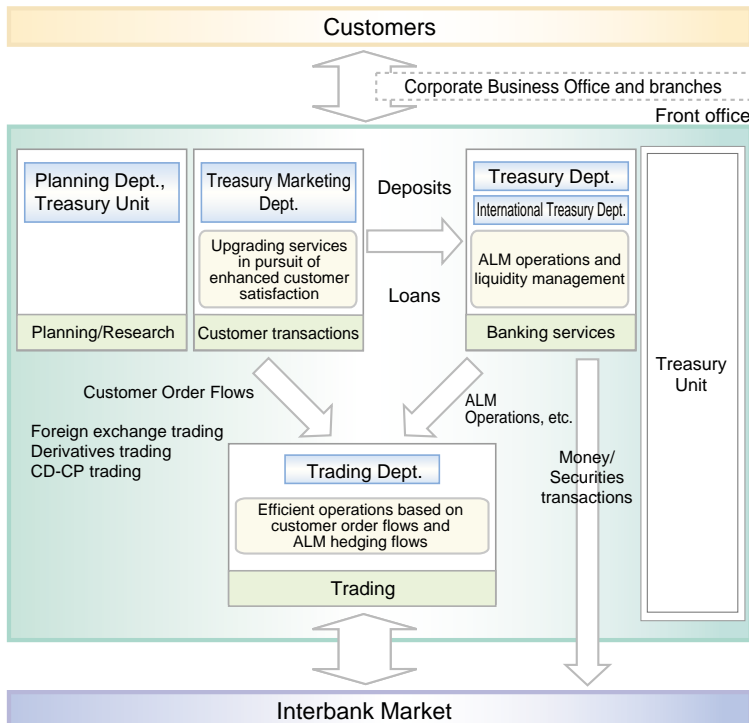 Customers
Corporate Business Office and branches
Front office
Planning Dept.,
Treasury Unit
Planning/Research
Treasury Marketing
Dept.
Upgrading services
in pursuit of
enhanced customer
satisfaction
Customer transactions
Deposits
Loans
Treasury Dept.
International Treasury Dept.
ALM operations and
liquidity management
Banking services
Treasury
Unit
Customer Order Flows
Foreign exchange trading
Derivatives trading
CD-CP trading
ALM
Operations, etc.
Money/
Securities
transactions
Trading Dept.
Efficient operations based on
customer order flows and
ALM hedging flows
Trading
Interbank Market